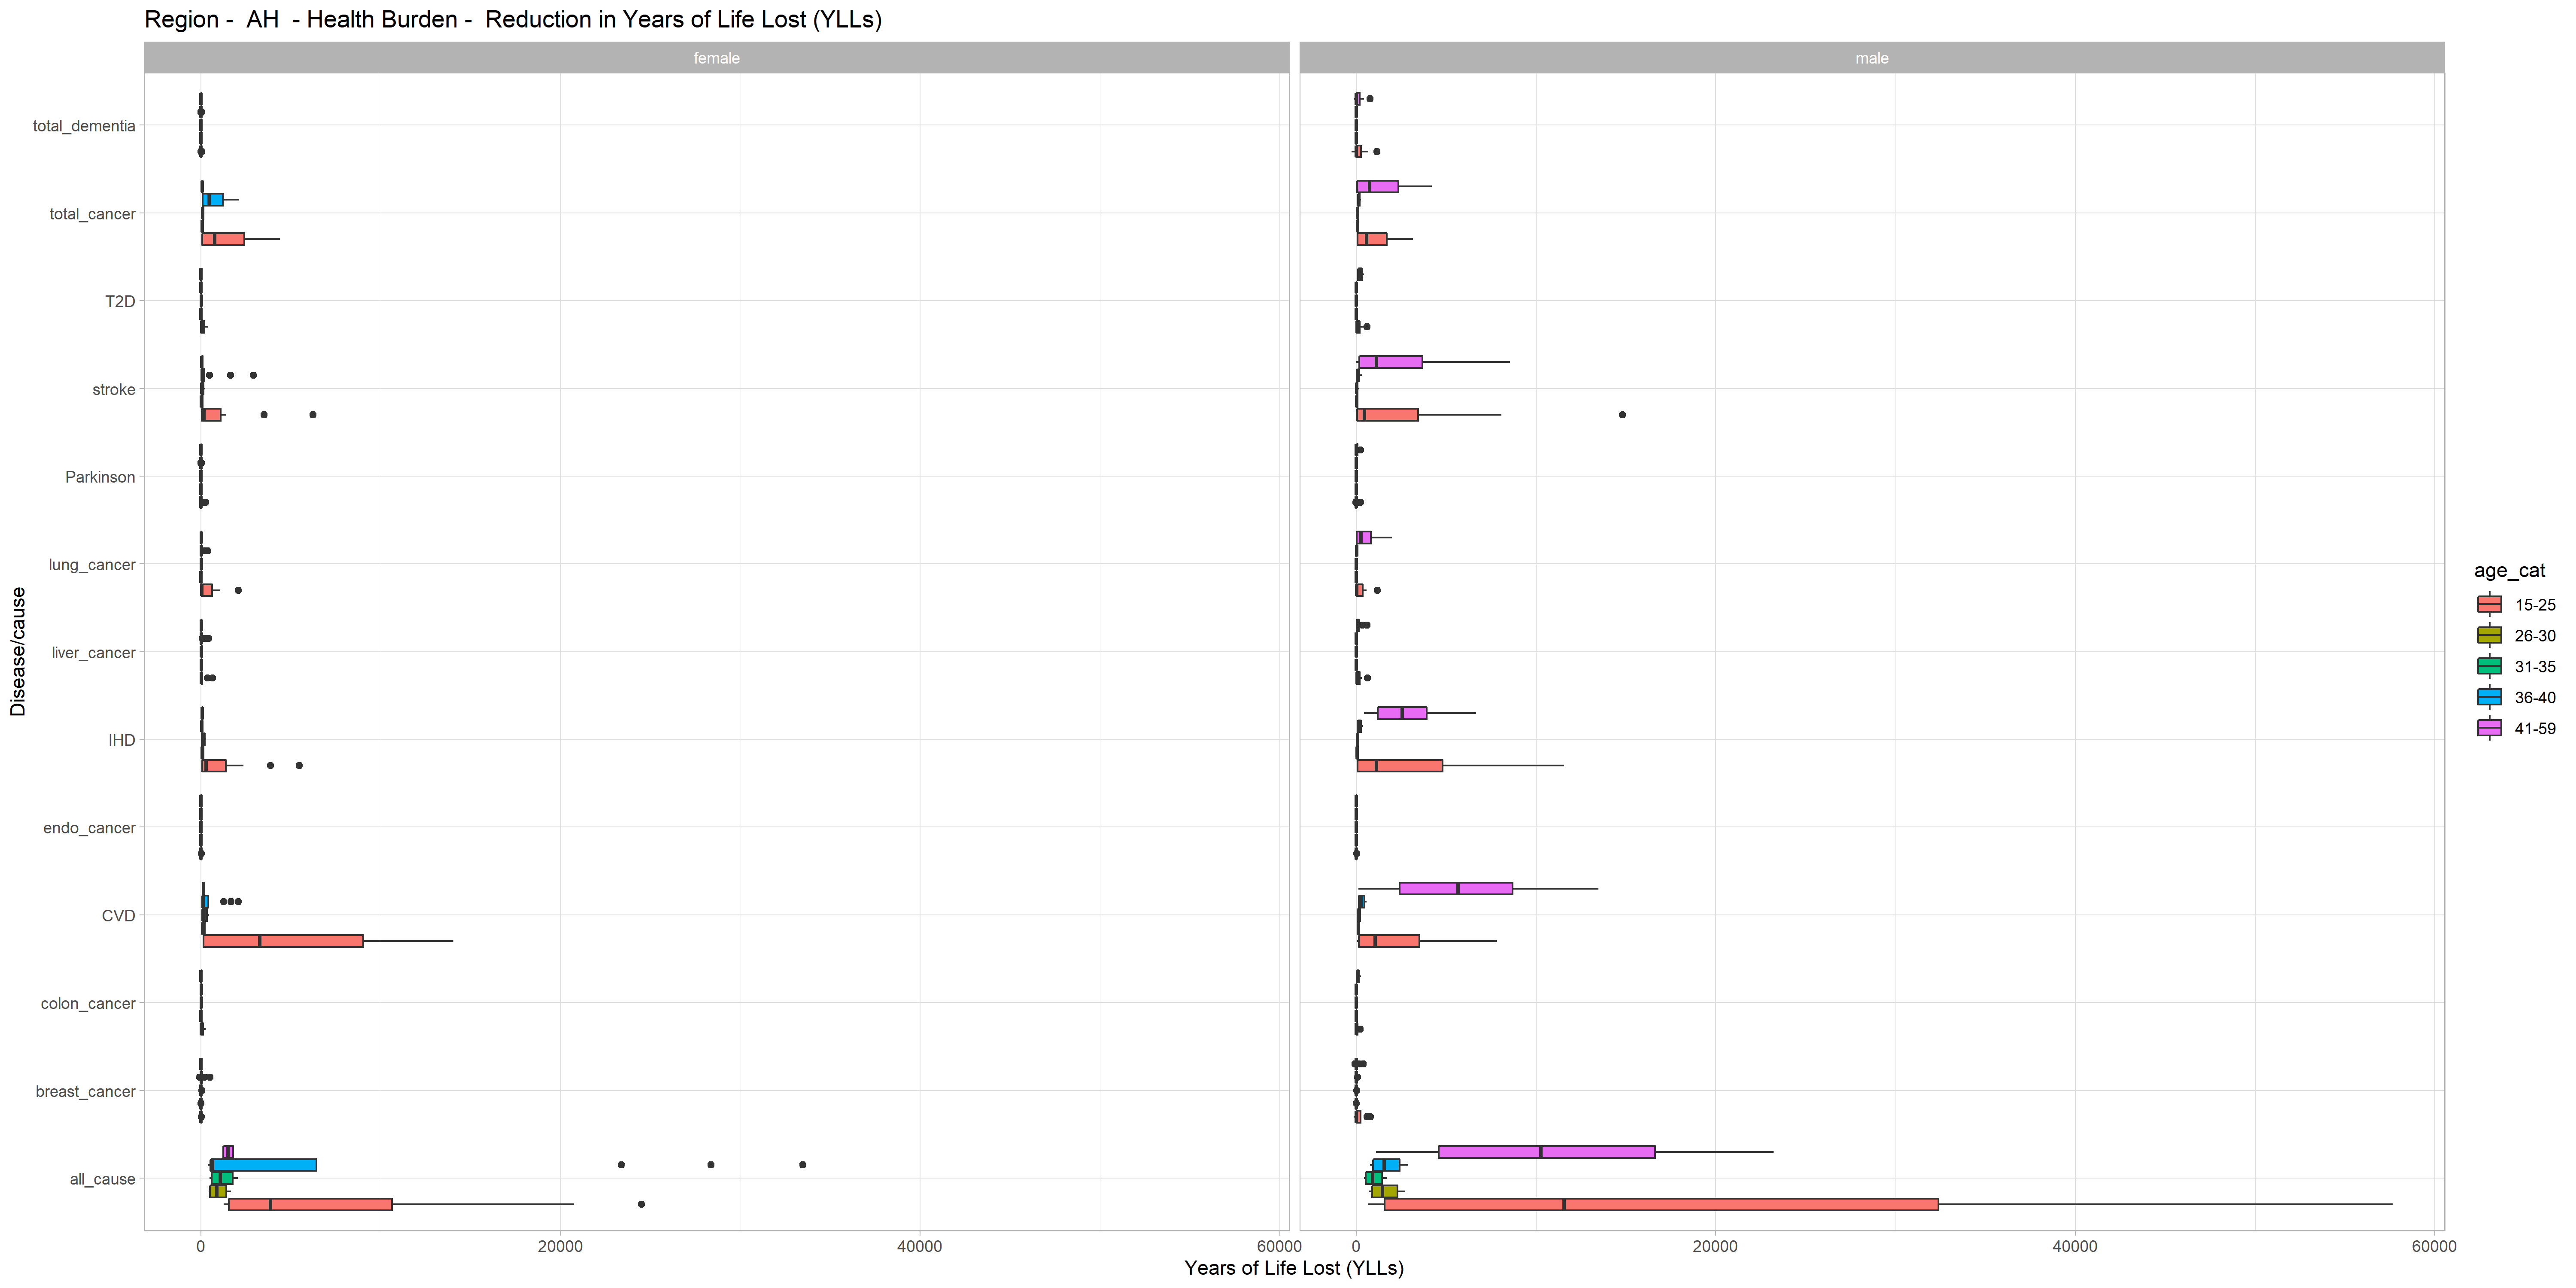 Region -  AH  - Health Burden -  Reduction in Years of Life Lost (YLLs)
female
male
Disease/cause
total_dementia
total_cancer
T2D
stroke
Parkinson
lung_cancer
liver_cancer
IHD
endo_cancer
CVD
colon_cancer
breast_cancer
all_cause
0
20000
40000
60000
0
20000
40000
60000
Years of Life Lost (YLLs)
age_cat
15-25
26-30
31-35
36-40
41-59